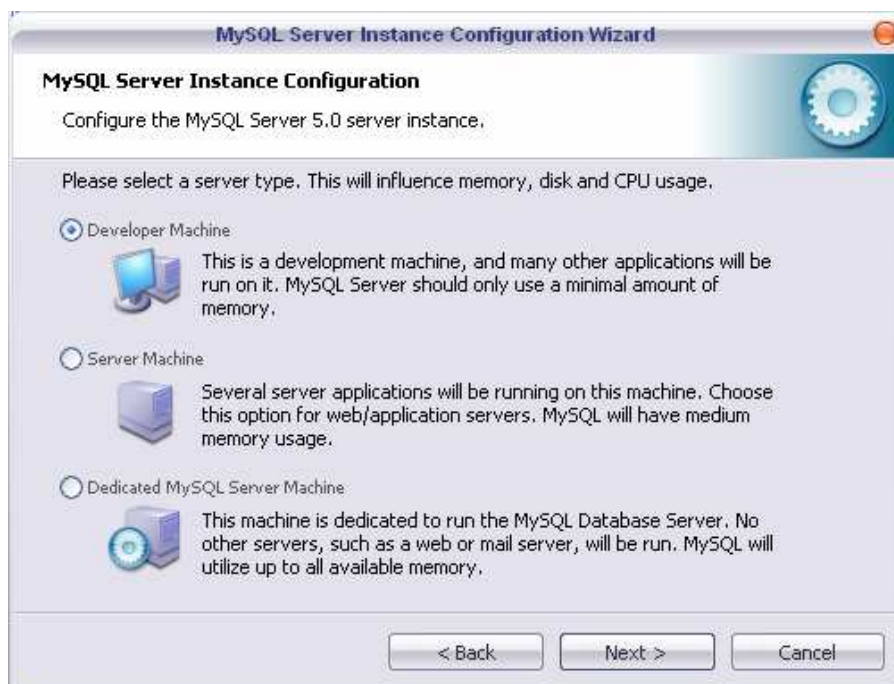 MySQL Server Instance Configuration Wizard
MySQL Server Instance Configuration
Configure the MySQL Server 5.0 server instance.
Please select a server type. This will influence memory, disk and CPU usage.
Developer Machine
This is a development machine, and many other applications will be
run on it. MySQL Server should only use a minimal amount of
memory.
Server Machine
Several server applications will be running on this machine. Choose
this option for web/application servers. MySQL will have medium
memory usage.
Dedicated MySQL Server Machine
This machine is dedicated to run the MySQL Database Server. No
other servers, such as a web or mail server, will be run. MySQL will
utilize up to all available memory.
< Back
Next >
Cancel